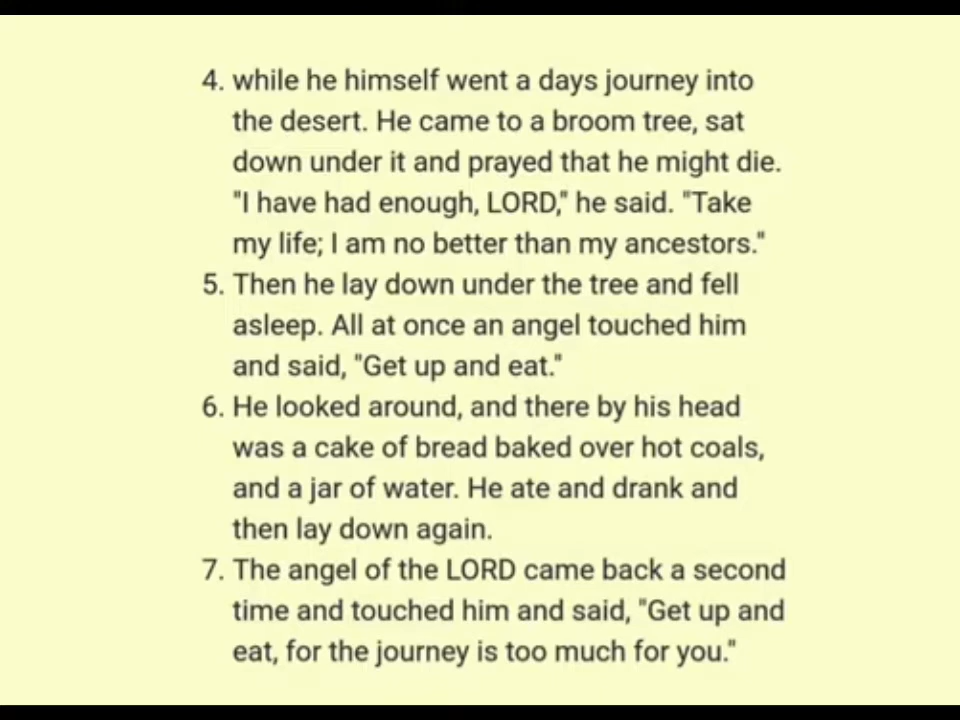 4. while he himself went a days journey into
the desert. He came to a broom tree, sat
down under it and prayed that he might die.
"I have had enough, LORD," he said. "Take
my life; I am no better than my ancestors."
5. Then he lay down under the tree and fell
asleep. All at once an angel touched him
and said, "Get up and eat."
6. He looked around, and there by his head
was a cake of bread baked over hot coals,
and a jar of water. He ate and drank and
then lay down again.
7. The angel of the LORD came back a second
time and touched him and said, "Get up and
eat, for the journey is too much for you."